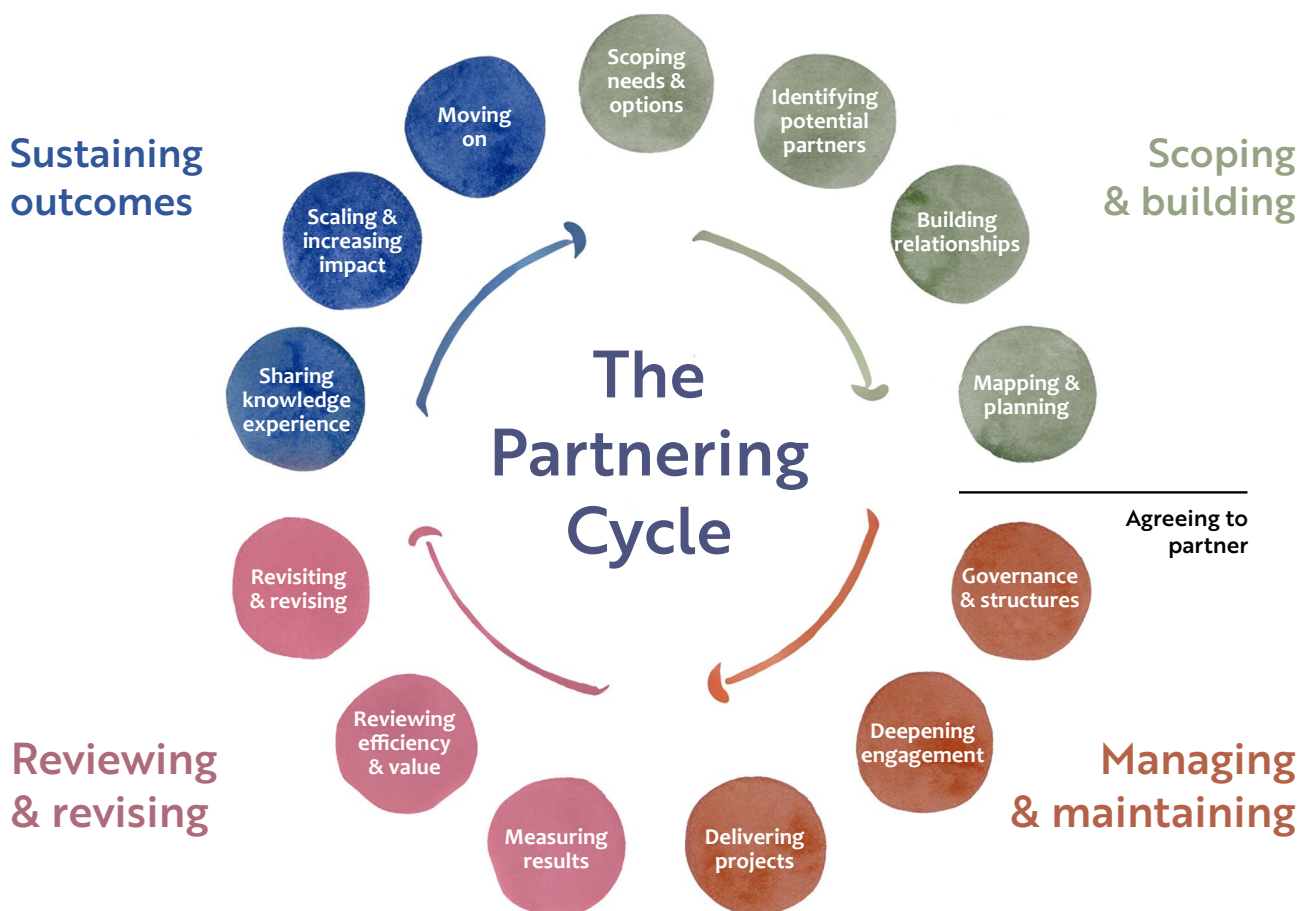 Scoping
needs &
options
Identifying
potential
partners
Building
relationships
Mapping &
planning
Scoping
& building
Agreeing to
partner
Governance
& structures
Deepening
engagement
Delivering
projects
Managing
& maintaining
Measuring
results
Reviewing
efficiency
& value
Revisiting
& revising
Reviewing
& revising
Sharing
knowledge
experience
Scaling &
increasing
impact
Moving
on
Sustaining
outcomes
The
Partnering
Cycle